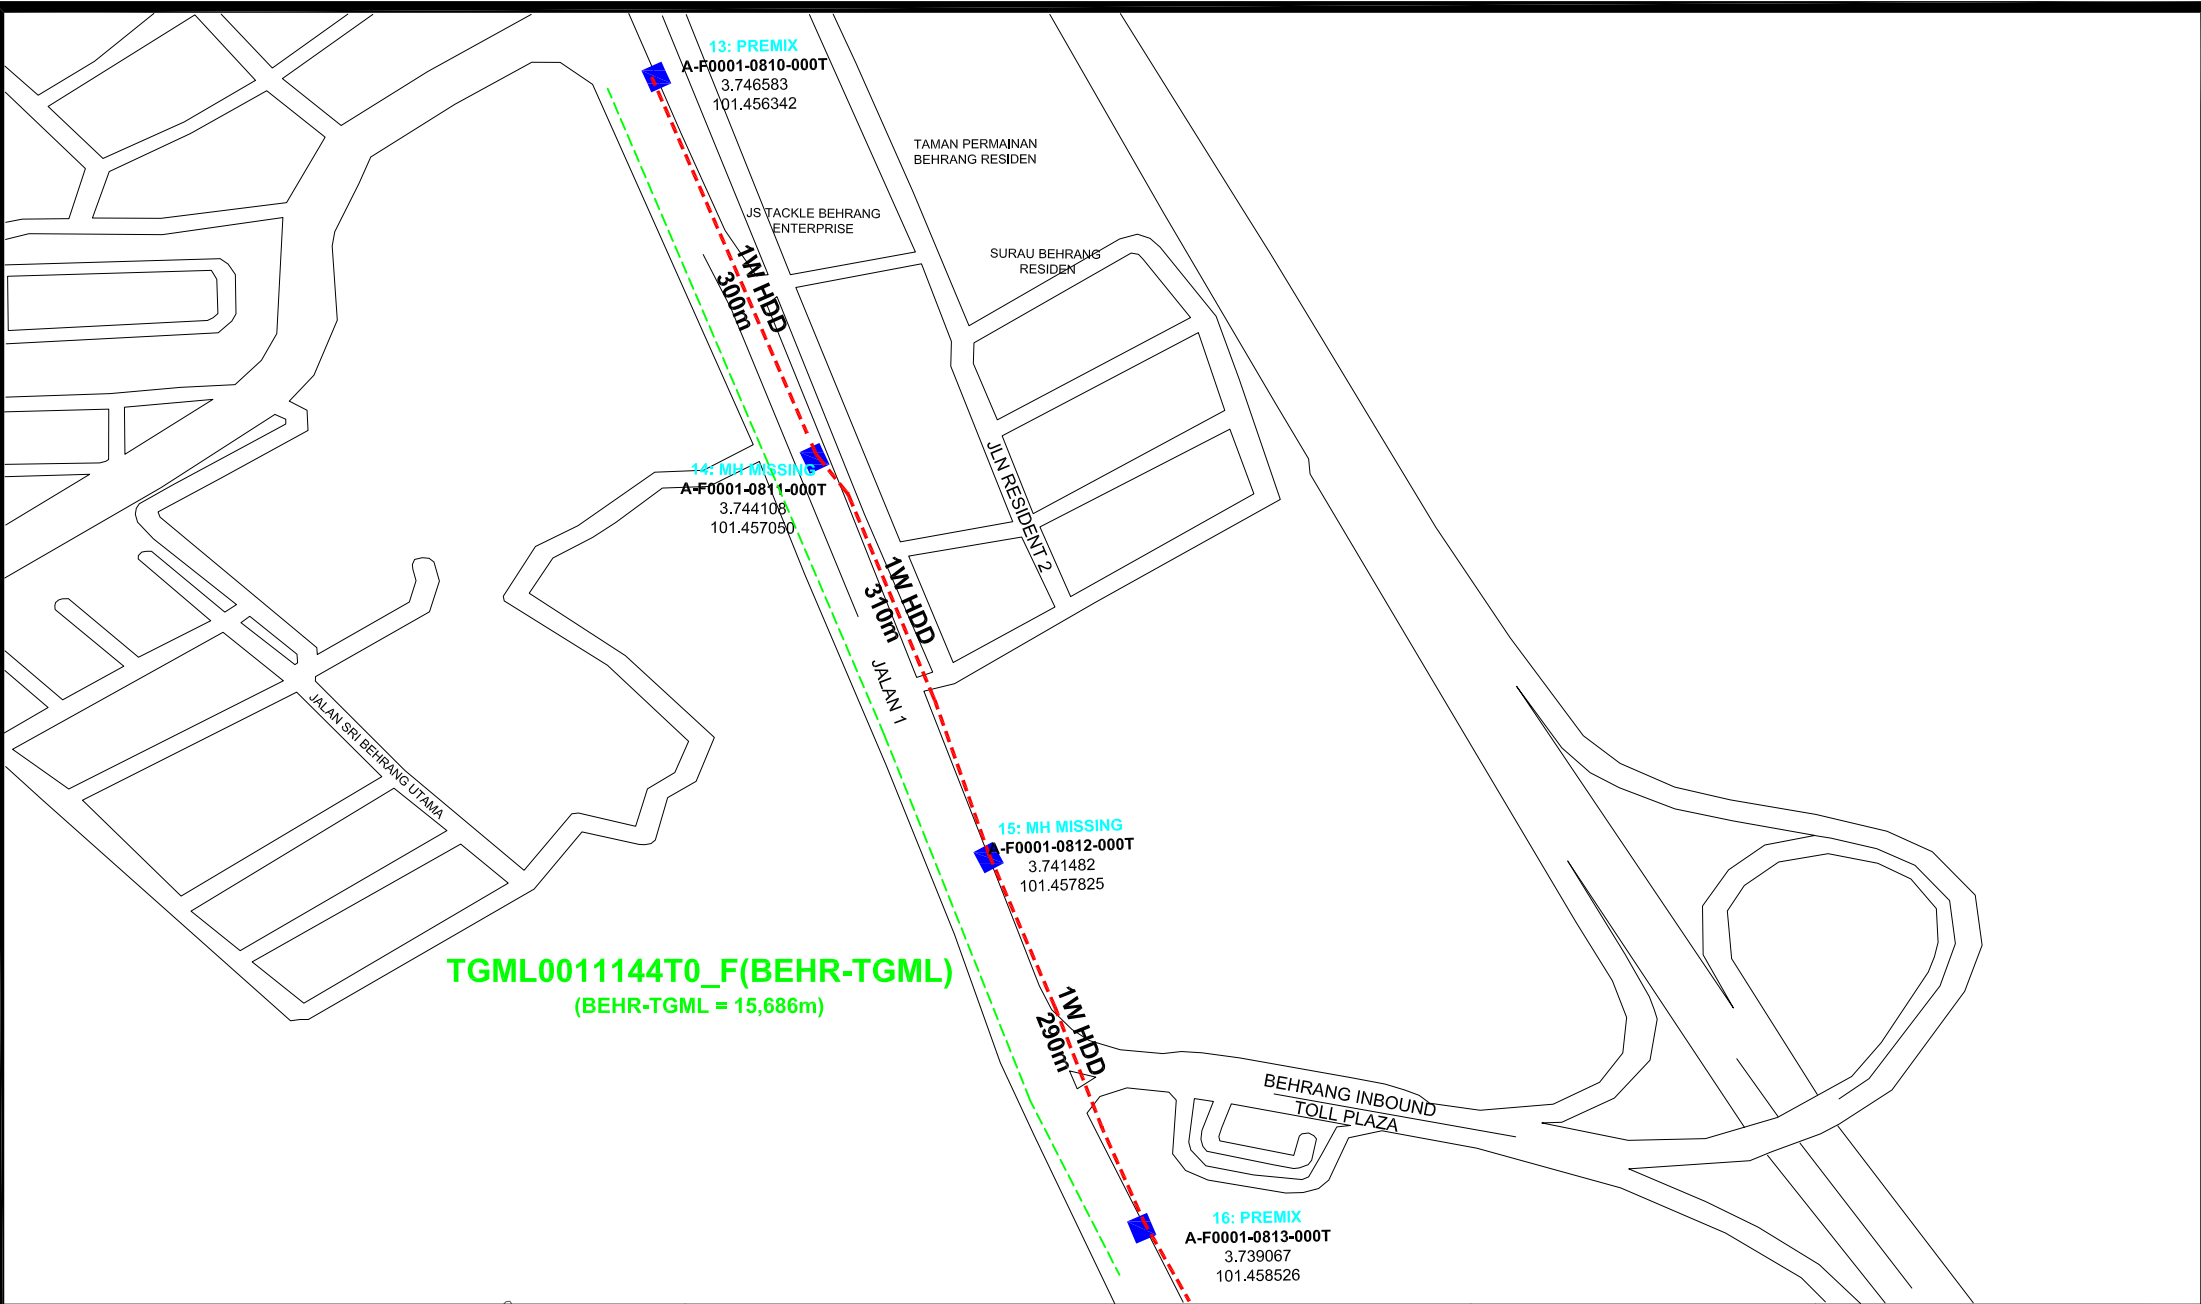 13: PREMIX
A-F0001-0810-000T
3.746583
101.456342
TAMAN PERMAINAN
BEHRANG RESIDEN
JS TACKLE BEHRANG
ENTERPRISE
SURAU BEHRANG
RESIDEN
1W HDD
300m
14: MH MISSING
A-F0001-0811-000T
3.744108
101.457050
JLN RESIDENT 2
1W HDD
310m
JALAN 1
JALAN SRI BEHRANG UTAMA
15: MH MISSING
A-F0001-0812-000T
3.741482
101.457825
TGML0011144T0_F(BEHR-TGML)
(BEHR-TGML = 15,686m)
1W HDD
290m
BEHRANG INBOUND
TOLL PLAZA
16: PREMIX
A-F0001-0813-000T
3.739067
101.458526